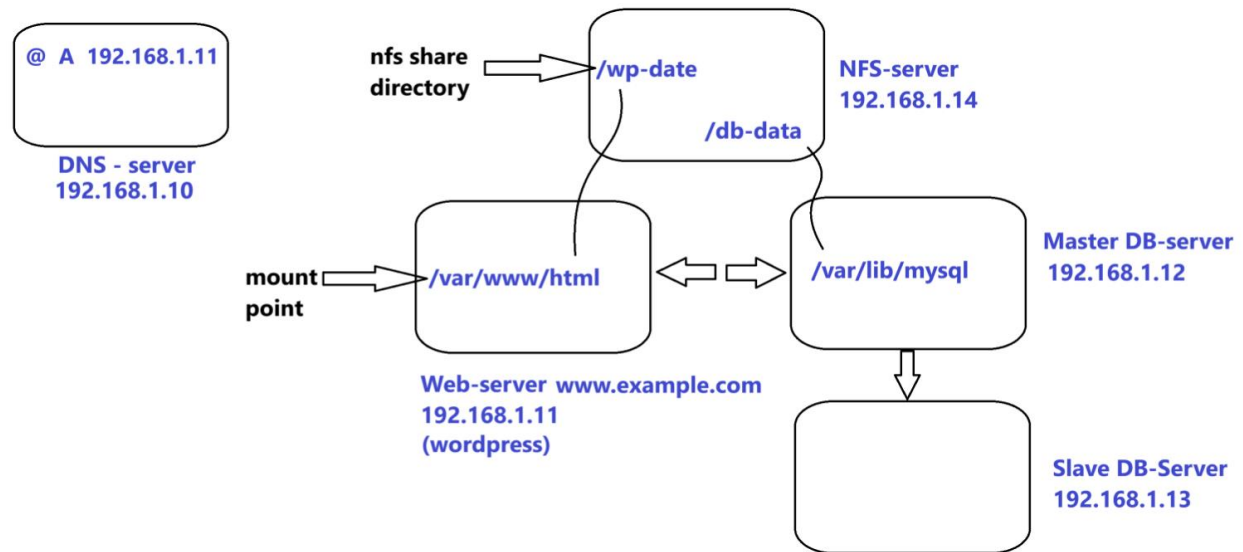 @ A 192.168.1.11
DNS - server
192.168.1.10
nfs share
directory
/wp-date
/db-data
NFS-server
192.168.1.14
mount
point
/var/www/html
Web-server www.example.com
192.168.1.11
(wordpress)
/var/lib/mysql
Master DB-server
192.168.1.12
Slave DB-Server
192.168.1.13